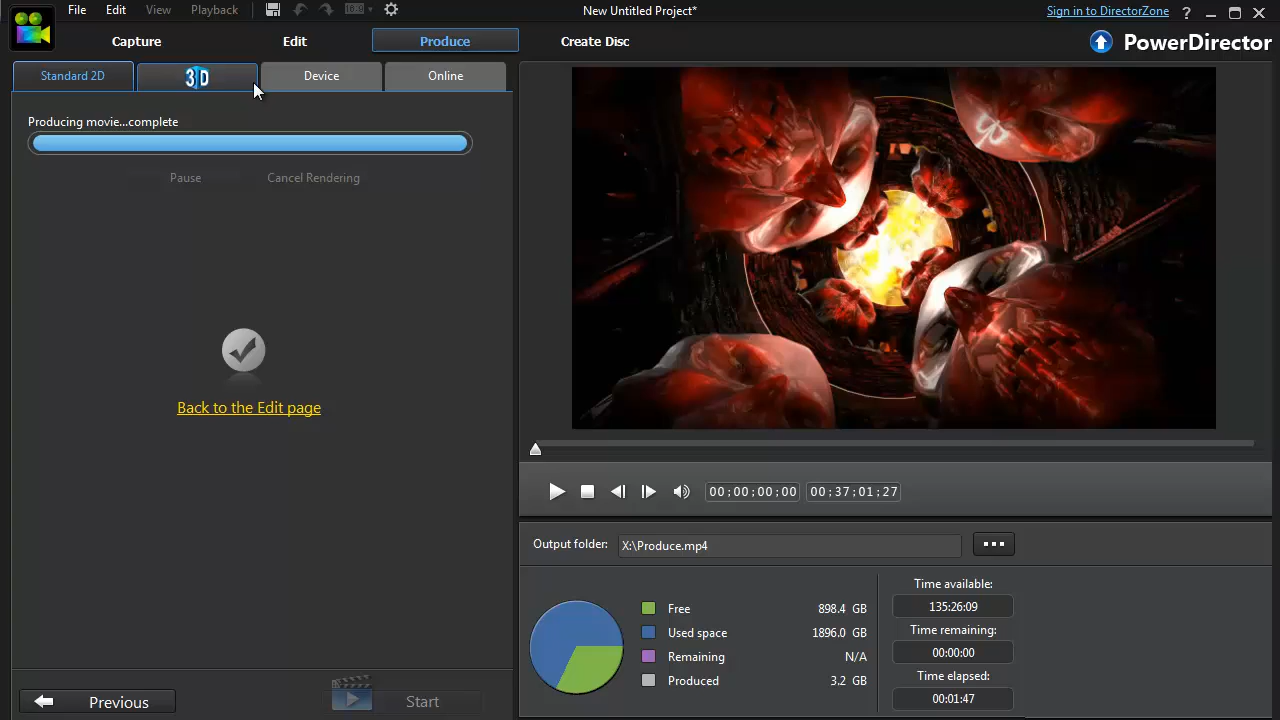 File Edit View Playback
New Untitled Project*
Sign in to DirectorZone ?
Capture Edit Produce Create Disc
PowerDirector
Standard 2D 3D Device Online
Producing movie...complete
Pause Cancel Rendering
Back to the Edit page
00;00;00;00 00;37;01;27
Output folder: X:\Produce.mp4
Time available:
Free 898.4 GB 135:26:09
Used space 1896.0 GB Time remaining:
Remaining N/A 00:00:00
Produced 3.2 GB Time elapsed:
00:01:47
Previous Start